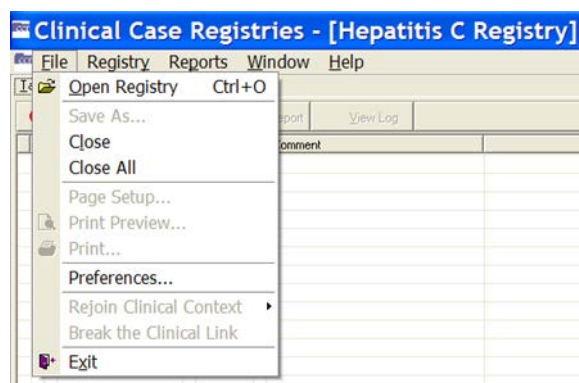 Clinical Case Registries - [Hepatitis C Registry]
File Registry Reports Window Help
Open Registry Ctrl+O
Save As...
View Log
Close
Close All
Page Setup...
Print Preview...
Print...
Preferences...
Rejoin Clinical Context
Break the Clinical Link
Exit